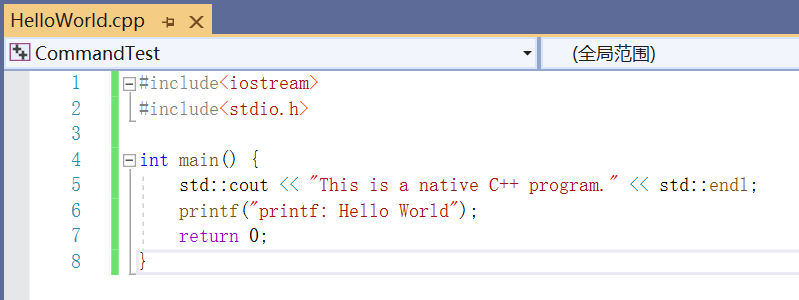 HelloWorld.cpp
CommandTest (全局范围)
1 #include<iostream>
2 #include<stdio.h>
3
4 int main() {
5 std::cout << "This is a native C++ program." << std::endl;
6 printf("printf: Hello World");
7 return 0;
8 }